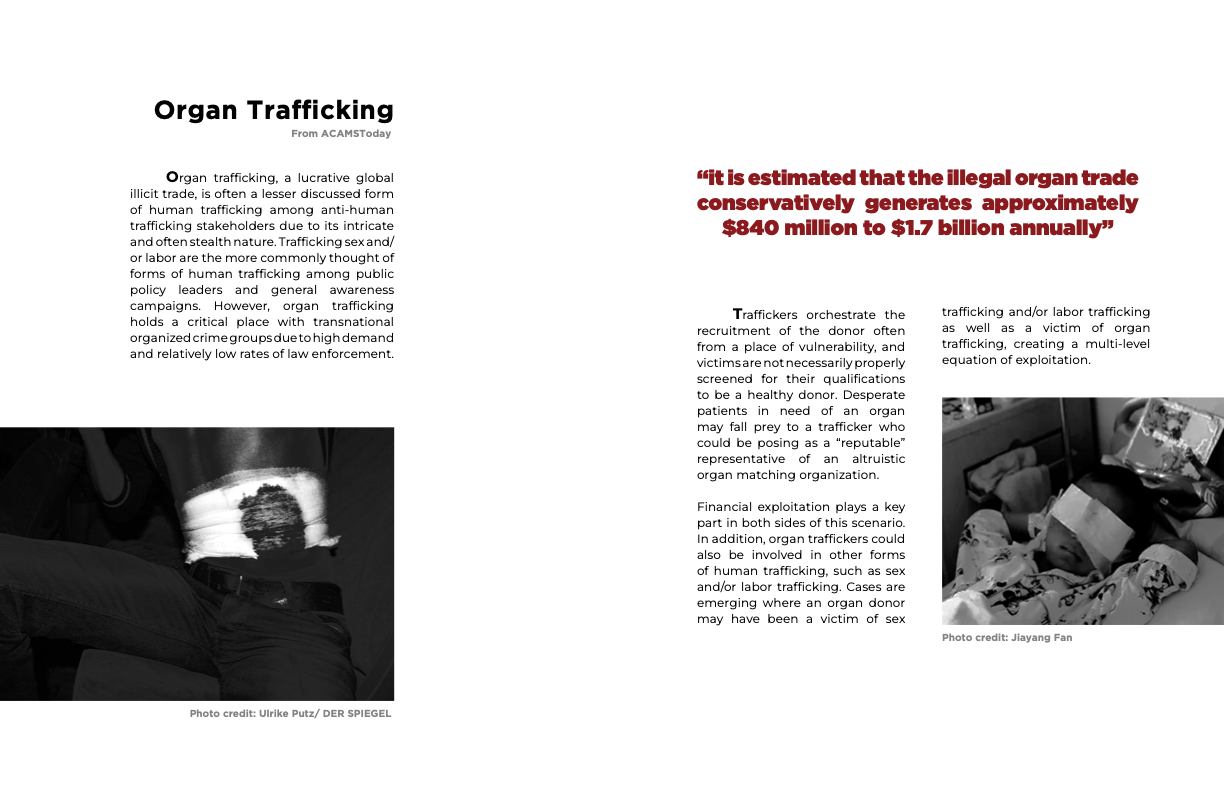 Organ Trafficking
From ACAMSToday
Organ trafficking, a lucrative global
illicit trade, is often a lesser discussed form
of human trafficking among anti-human
trafficking stakeholders due to its intricate
and often stealth nature. Trafficking sex and/
or labor are the more commonly thought of
forms of human trafficking among public
policy leaders and general awareness
campaigns. However, organ trafficking
holds a critical place with transnational
organized crime groups due to high demand
and relatively low rates of law enforcement.
Photo credit: Ulrike Putz/ DER SPIEGEL
“it is estimated that the illegal organ trade
conservatively generates approximately
$840 million to $1.7 billion annually”
Traffickers orchestrate the
recruitment of the donor often
from a place of vulnerability, and
victims are not necessarily properly
screened for their qualifications
to be a healthy donor. Desperate
patients in need of an organ
may fall prey to a trafficker who
could be posing as a “reputable”
representative of an altruistic
organ matching organization.
Financial exploitation plays a key
part in both sides of this scenario.
In addition, organ traffickers could
also be involved in other forms
of human trafficking, such as sex
and/or labor trafficking. Cases are
emerging where an organ donor
may have been a victim of sex
trafficking and/or labor trafficking
as well as a victim of organ
trafficking, creating a multi-level
equation of exploitation.
Photo credit: Jiayang Fan